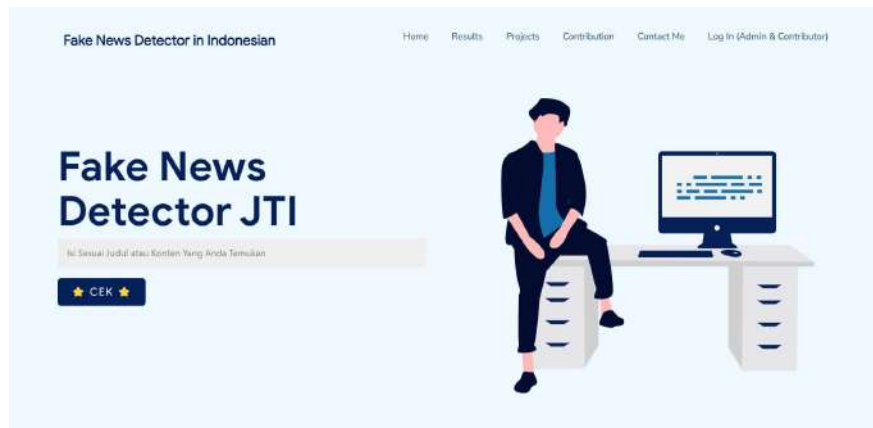 Fake News Detector in Indonesian
Home Results Projects Contribution Contact Me Log In (Admin & Contributor)
Fake News
Detector JTI
Isi Sesuai Judul atau Konten Yang Anda Temukan
CEK